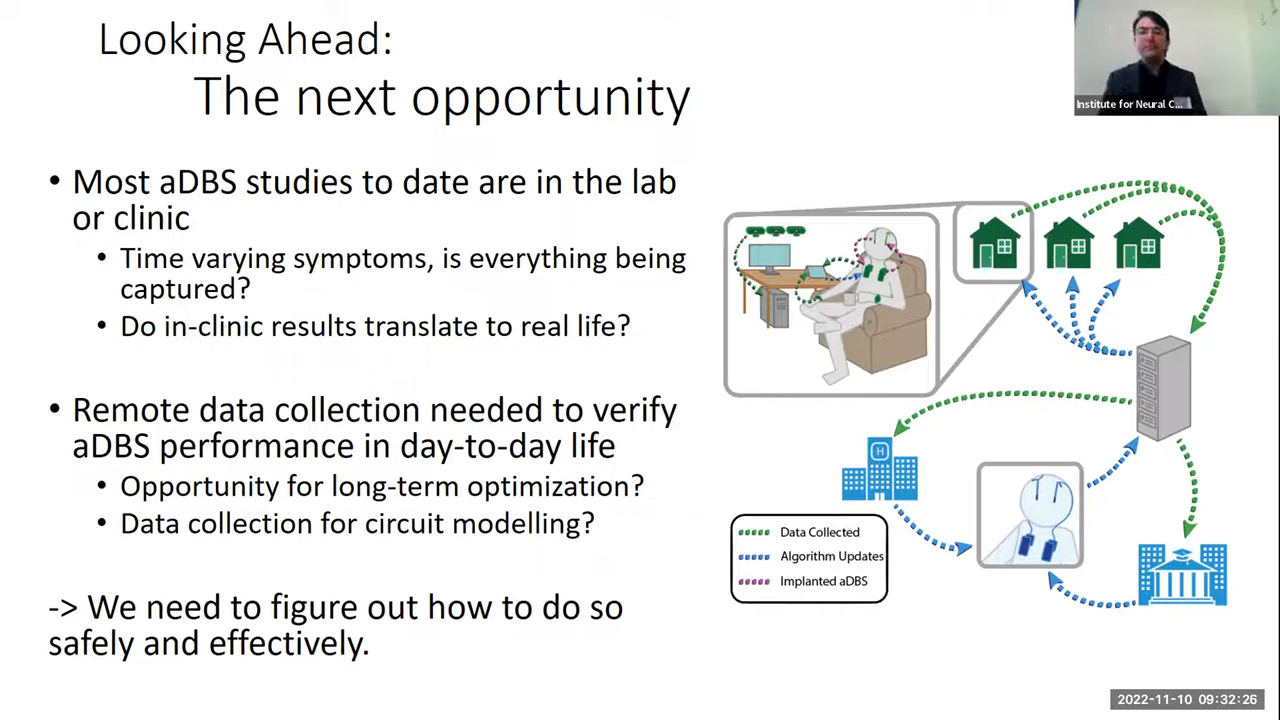 Looking Ahead:
The next opportunity
Institute for Neural C...
• Most aDBS studies to date are in the lab
or clinic
• Time varying symptoms, is everything being
captured?
• Do in-clinic results translate to real life?
• Remote data collection needed to verify
aDBS performance in day-to-day life
• Opportunity for long-term optimization?
• Data collection for circuit modelling?
-> We need to figure out how to do so
safely and effectively.
H
Data Collected
Algorithm Updates
Implanted aDBS
2022-11-10 09:32:26